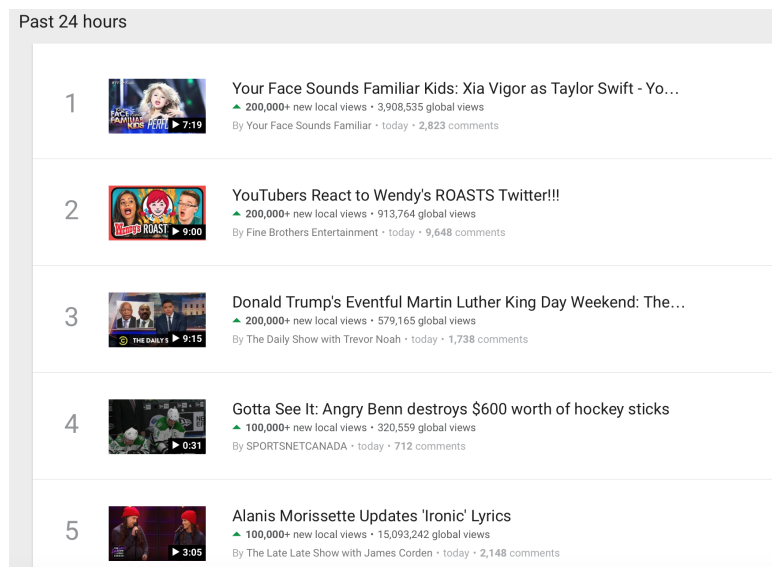 Past 24 hours
1
FACE
FAMILIAR
KIDS
PERF
7:19
Your Face Sounds Familiar Kids: Xia Vigor as Taylor Swift - Yo…
200,000+ new local views • 3,908,535 global views
By Your Face Sounds Familiar • today • 2,823 comments
2
Wendy's ROAST
9:00
YouTubers React to Wendy's ROASTS Twitter!!!
200,000+ new local views • 913,764 global views
By Fine Brothers Entertainment • today • 9,648 comments
3
THE DAILY S
9:15
Donald Trump's Eventful Martin Luther King Day Weekend: The…
200,000+ new local views • 579,165 global views
By The Daily Show with Trevor Noah • today • 1,738 comments
4
0:31
Gotta See It: Angry Benn destroys $600 worth of hockey sticks
100,000+ new local views • 320,559 global views
By SPORTSNETCANADA • today • 712 comments
5
3:05
Alanis Morissette Updates 'Ironic' Lyrics
100,000+ new local views • 15,093,242 global views
By The Late Late Show with James Corden • today • 2,148 comments